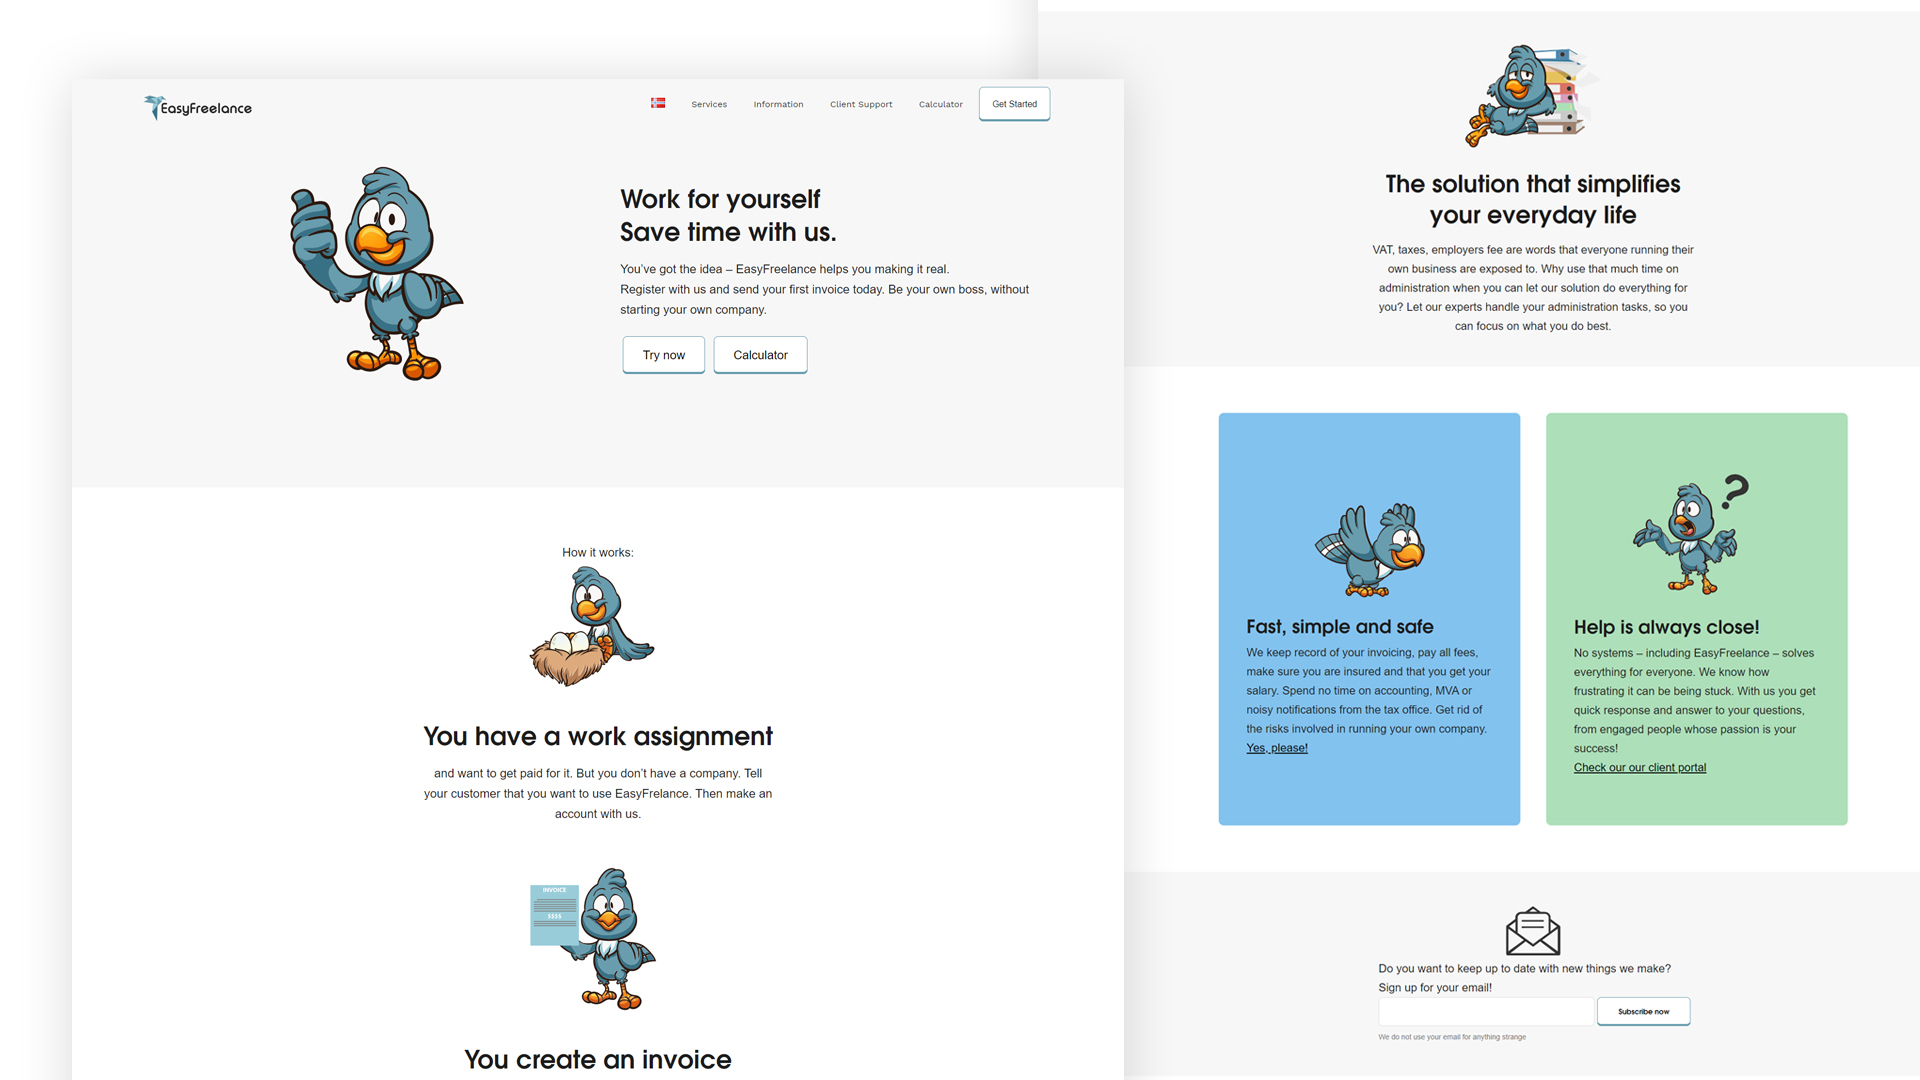 EasyFreelance
Services
Information
Client Support
Calculator
Get Started
Work for yourself
Save time with us.
You've got the idea – EasyFreelance helps you making it real.
Register with us and send your first invoice today. Be your own boss, without
starting your own company.
Try now
Calculator
How it works:
You have a work assignment
and want to get paid for it. But you don't have a company. Tell
your customer that you want to use EasyFrelance. Then make an
account with us.
INVOICE
$$$$
You create an invoice
The solution that simplifies
your everyday life
VAT, taxes, employers fee are words that everyone running their
own business are exposed to. Why use that much time on
administration when you can let our solution do everything for
you? Let our experts handle your administration tasks, so you
can focus on what you do best.
Fast, simple and safe
We keep record of your invoicing, pay all fees,
make sure you are insured and that you get your
salary. Spend no time on accounting, MVA or
noisy notifications from the tax office. Get rid of
the risks involved in running your own company.
Yes, please!
?
Help is always close!
No systems – including EasyFreelance – solves
everything for everyone. We know how
frustrating it can be being stuck. With us you get
quick response and answer to your questions,
from engaged people whose passion is your
success!
Check our our client portal
Do you want to keep up to date with new things we make?
Sign up for your email!
Subscribe now
We do not use your email for anything strange